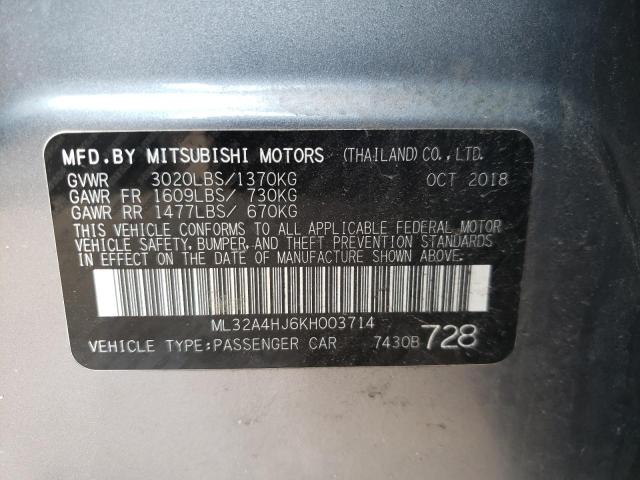 MFD.BY MITSUBISHI MOTORS (THAILAND)CO.,LTD.
GVWR 3020LBS/1370KG OCT 2018
GAWR FR 1609LBS/ 730KG
GAWR RR 1477LBS/ 670KG
THIS VEHICLE CONFORMS TO ALL APPLICABLE FEDERAL MOTOR
VEHICLE SAFETY, BUMPER, AND THEFT PREVENTION STANDARDS
IN EFFECT ON THE DATE OF MANUFACTURE SHOWN ABOVE.
ML32A4HJ6KH003714
VEHICLE TYPE:PASSENGER CAR 7430B 728